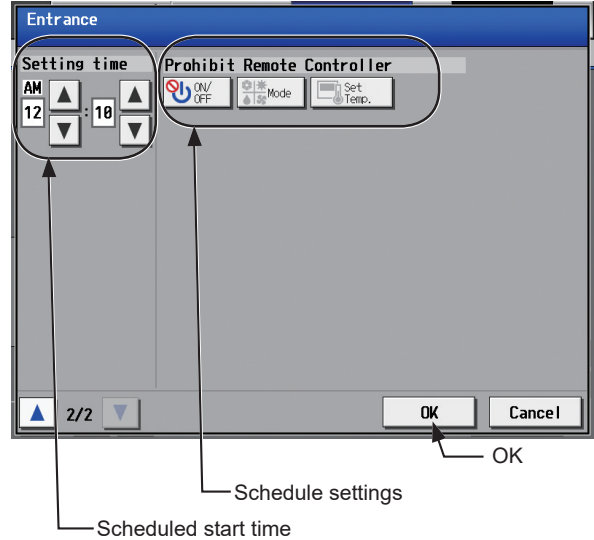 Entrance
Setting time
Prohibit Remote Controller
AM
12 : 10
ON/
OFF
Mode
Set
Temp.
2/2
OK
Cancel
OK
Schedule settings
Scheduled start time